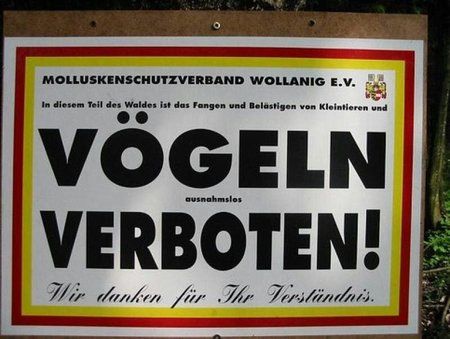 MOLLUSKENSCHUTZVERBAND WOLLANIG E.V.
In diesem Teil des Waldes ist das Fangen und Belästigen von Kleintieren und
VÖGELN
ausnahmslos
VERBOTEN!
Wir danken für Ihr Verständnis.